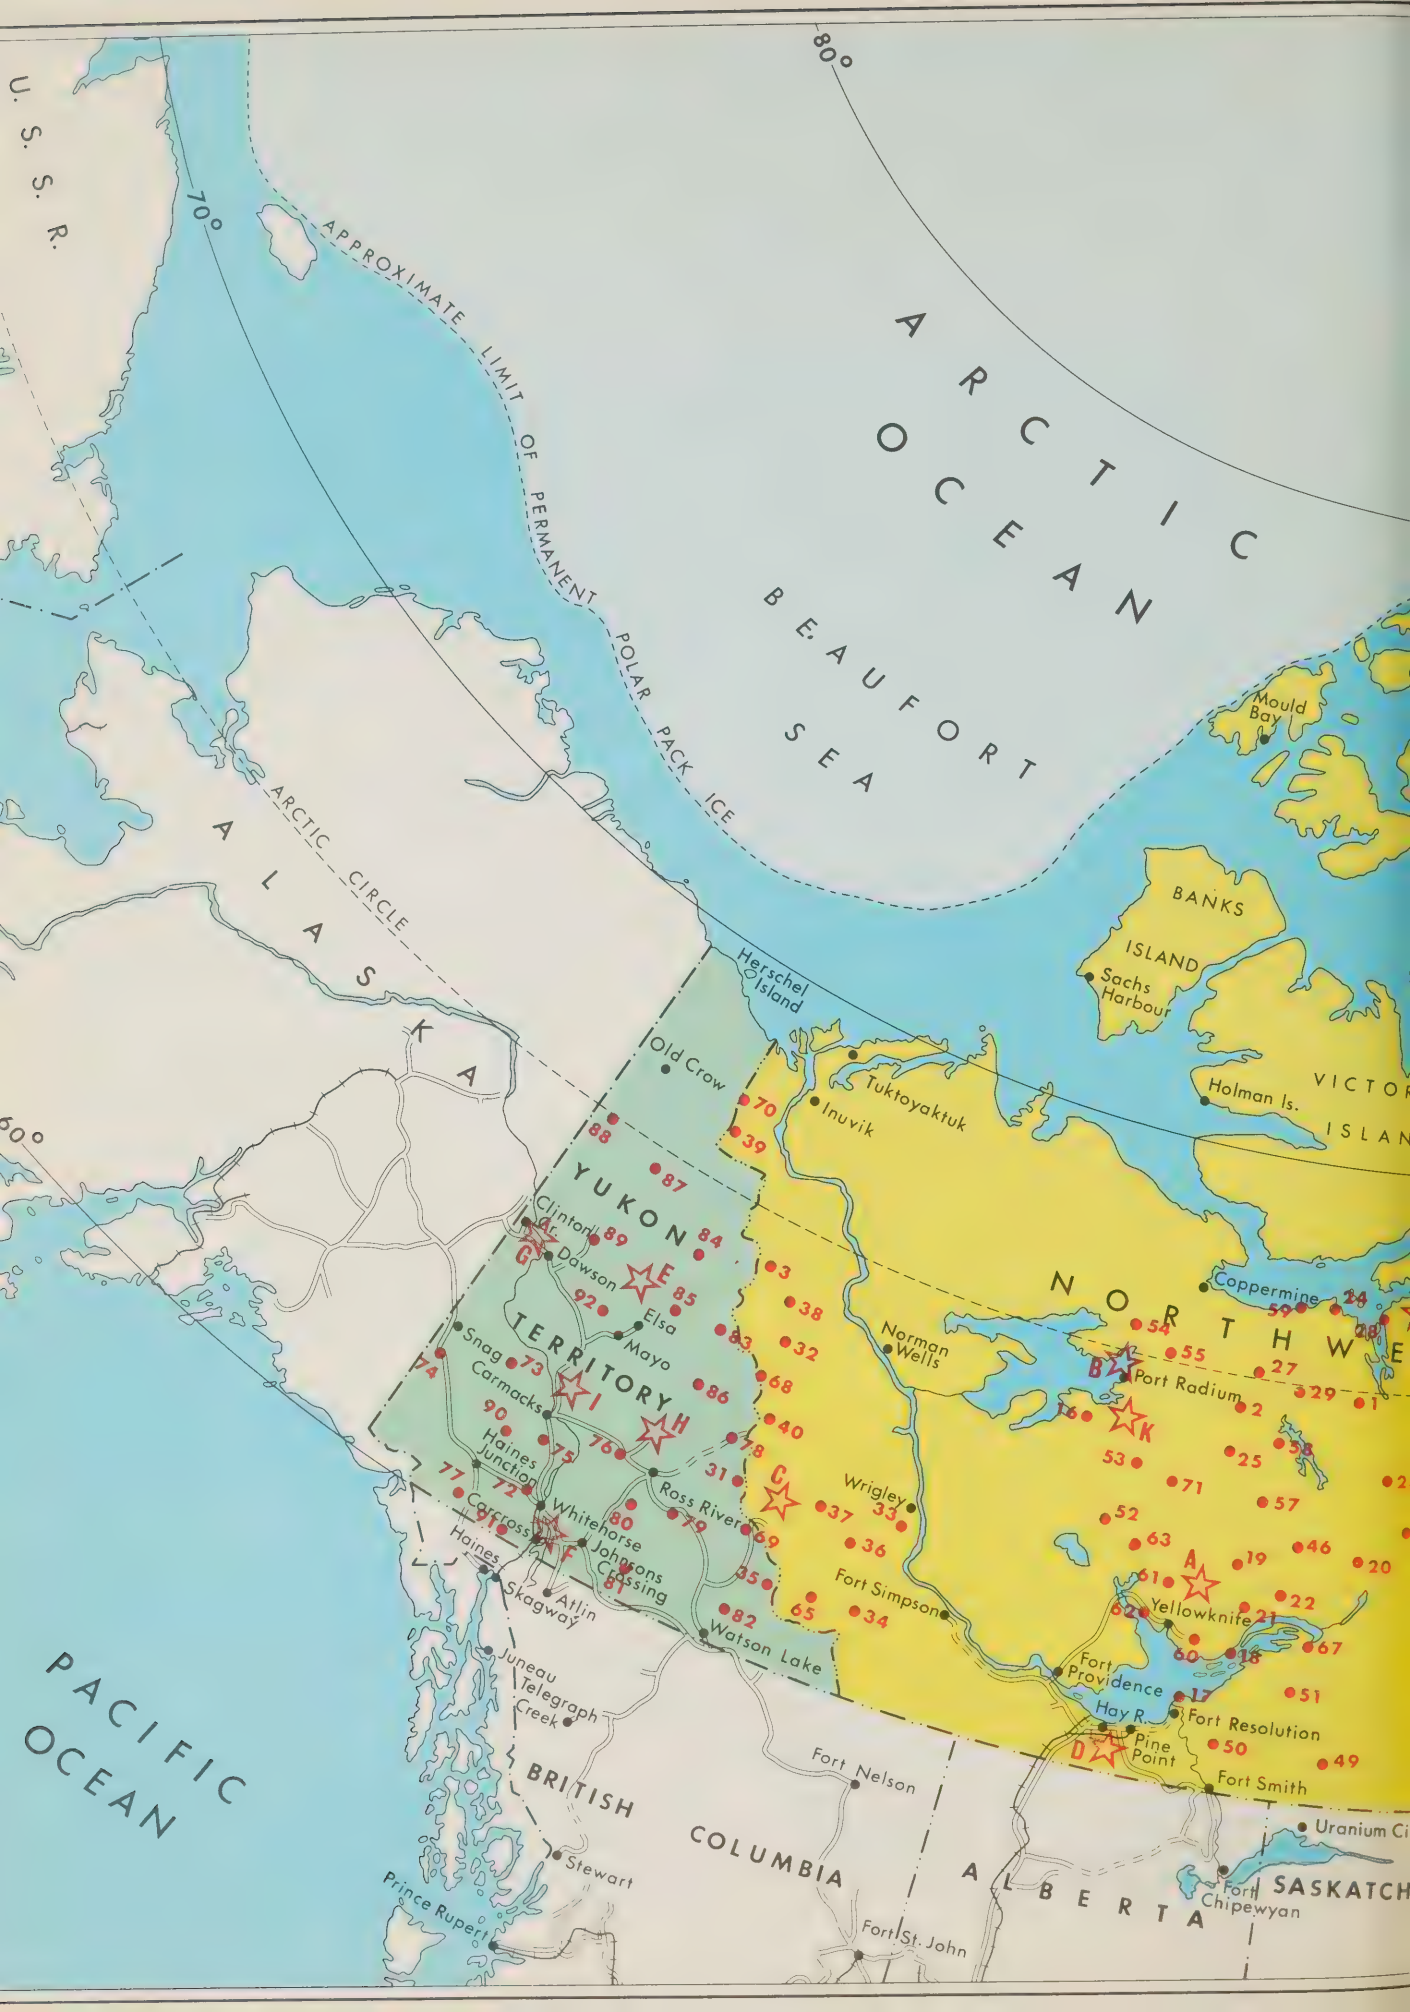 80°
U. S. S. R.
70°
APPROXIMATE LIMIT OF PERMANENT POLAR PACK ICE
ARCTIC
OCEAN
BEAUFORT
SEA
Mould
Bay
BANKS
ISLAND
Sachs
Harbour
ARCTIC CIRCLE
ALASKA
Herschel
Island
Holman Is.
VICTOR
ISLAN
Old Crow
Tuktoyaktuk
Inuvik
70
39
60°
88
87
YUKON
TERRITORY
Clinton
Cr.
89
84
G
Dawson
E
85
92
Elsa
Mayo
83
Snag
73
74
Carmacks
I
86
H
90
75
76
78
Haines
Junction
77
72
31
Ross River
Whitehorse
Carcross
91
F
80
79
69
Johnsons
Crossing
81
35
82
Watson Lake
Haines
Skagway
Atlin
3
38
32
68
40
C
37
33
36
65
34
Norman
Wells
Wrigley
Fort Simpson
NORTHWE
Coppermine
59
24
28
54
55
B
Port Radium
27
29
1
2
16
K
25
58
53
71
2
57
52
63
46
20
A
19
61
22
62
Yellowknife
21
60
18
67
Fort
Providence
17
51
Hay R.
Fort Resolution
Pine
Point
D
50
49
Fort Smith
Juneau
Telegraph
Creek
PACIFIC
OCEAN
BRITISH
COLUMBIA
Fort Nelson
Stewart
Prince Rupert
Fort St. John
ALBERTA
Uranium Ci
Fort
Chipewyan
SASKATCH